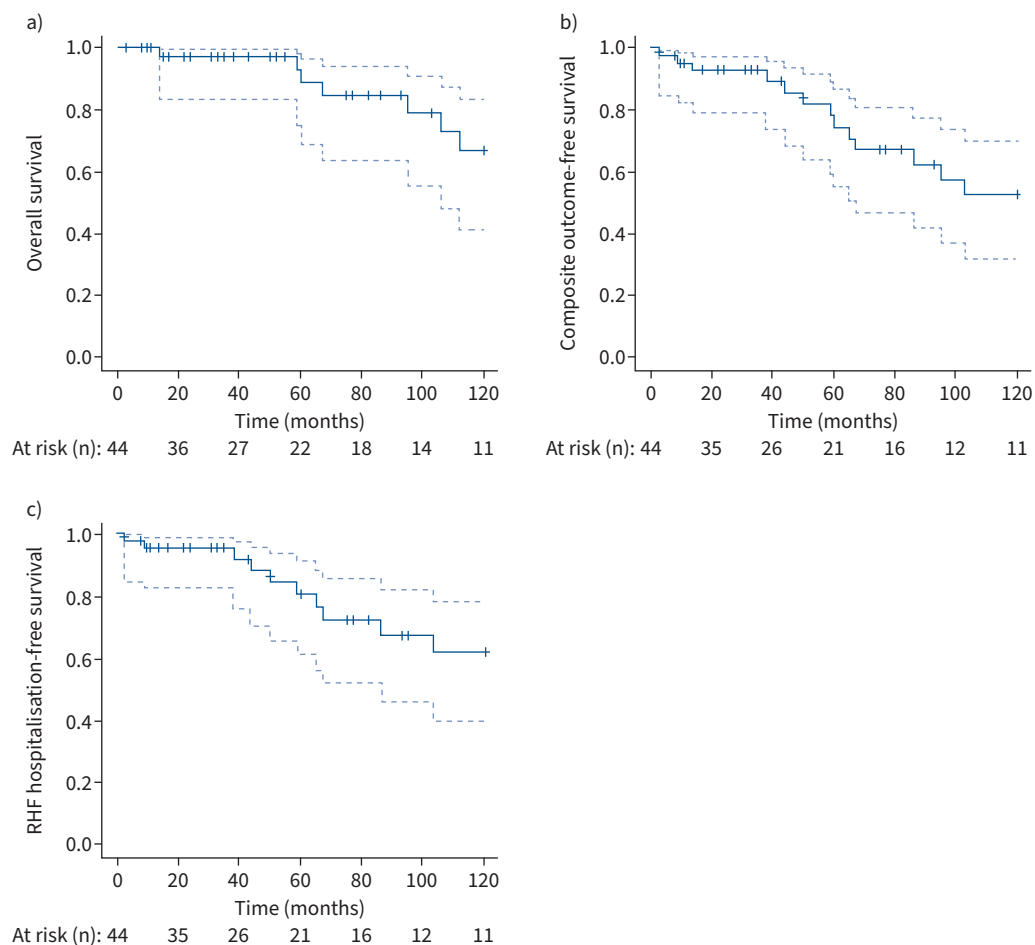 a)
Overall survival
1.0
0.8
0.6
0.4
0.2
0.0
0 20 40 60 80 100 120
Time (months)
At risk (n): 44 36 27 22 18 14 11
b)
Composite outcome-free survival
1.0
0.8
0.6
0.4
0.2
0.0
0 20 40 60 80 100 120
Time (months)
At risk (n): 44 35 26 21 16 12 11
c)
RHF hospitalisation-free survival
1.0
0.8
0.6
0.4
0.2
0.0
0 20 40 60 80 100 120
Time (months)
At risk (n): 44 35 26 21 16 12 11